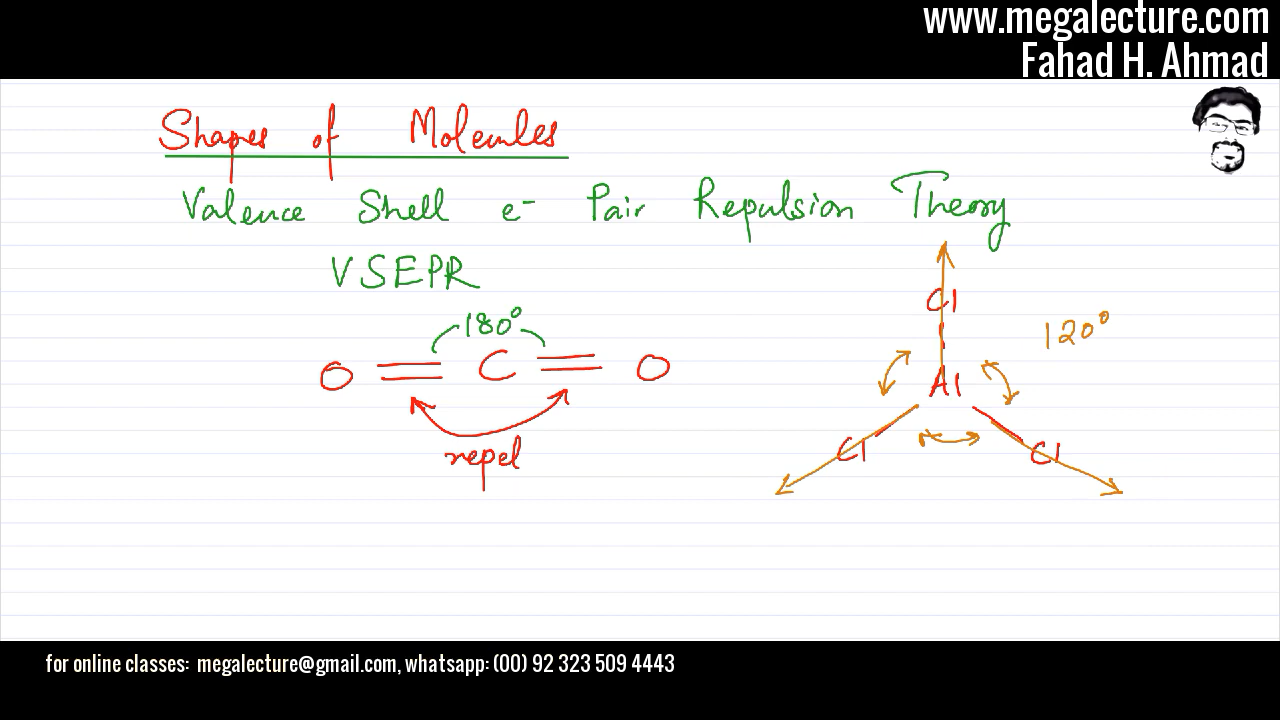 www.megalecture.com
Fahad H. Ahmad
Shapes of Molecules
Valence Shell e- Pair Repulsion Theory
VSEPR
180°
O = C = O
repel
Cl
120°
Al
Cl Cl
for online classes: megalecture@gmail.com, whatsapp: (00) 92 323 509 4443